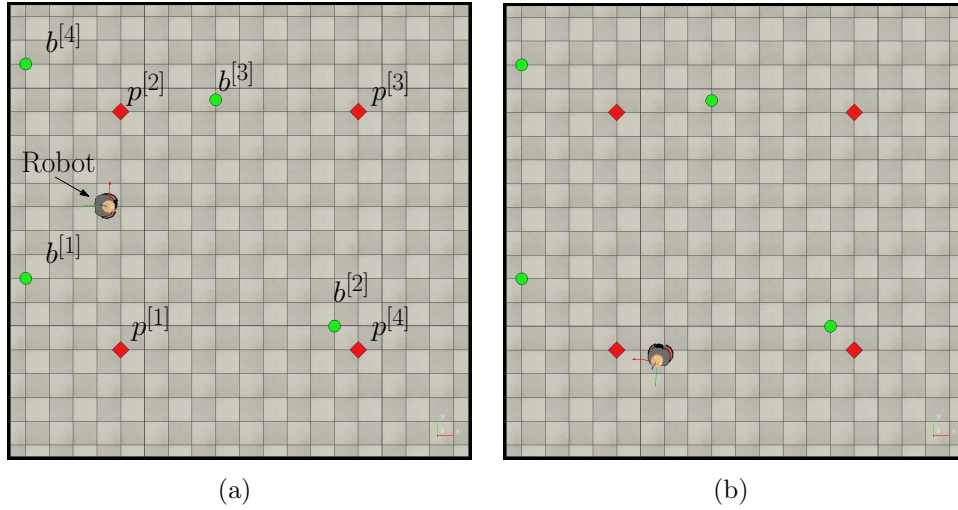 b^[4]
p^[2]
b^[3]
p^[3]
Robot
b^[1]
b^[2]
p^[1]
p^[4]
y
x
y
x
(a)
(b)